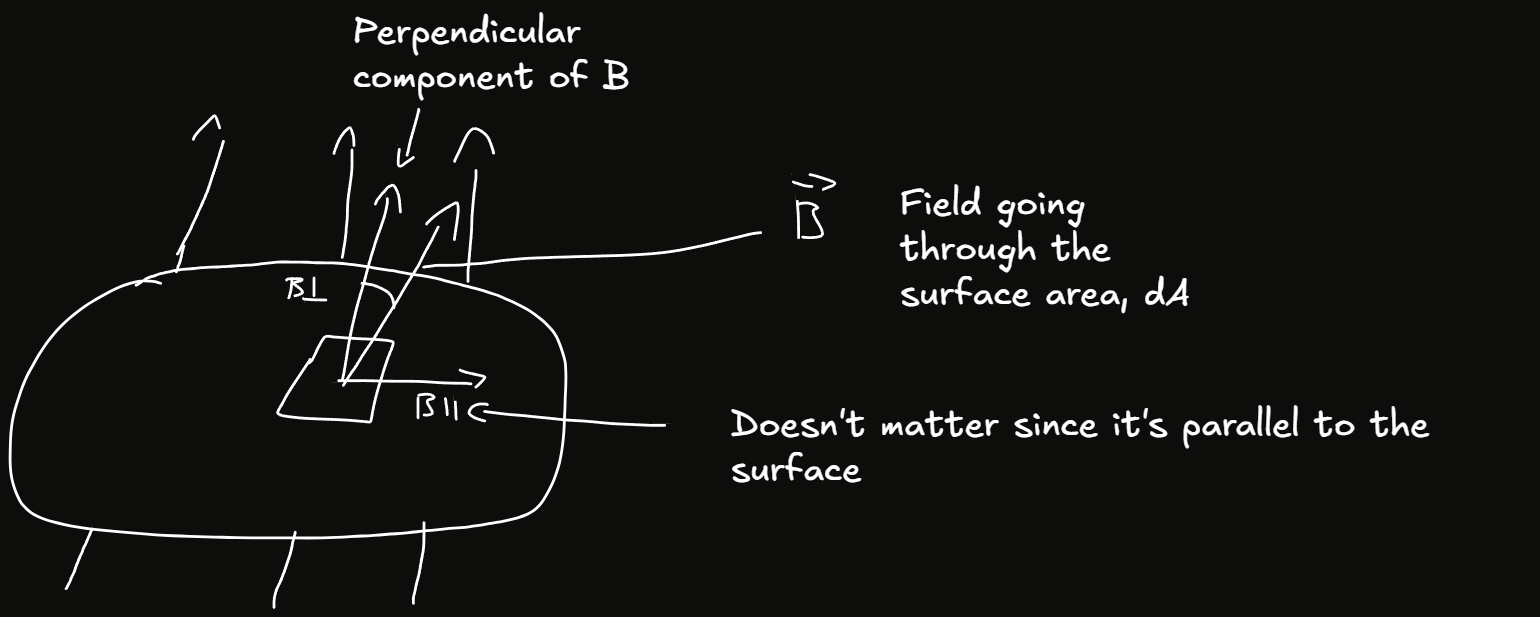 Perpendicular
component of B
B⊥
B
Field going
through the
surface area, dA
B||
Doesn't matter since it's parallel to the
surface